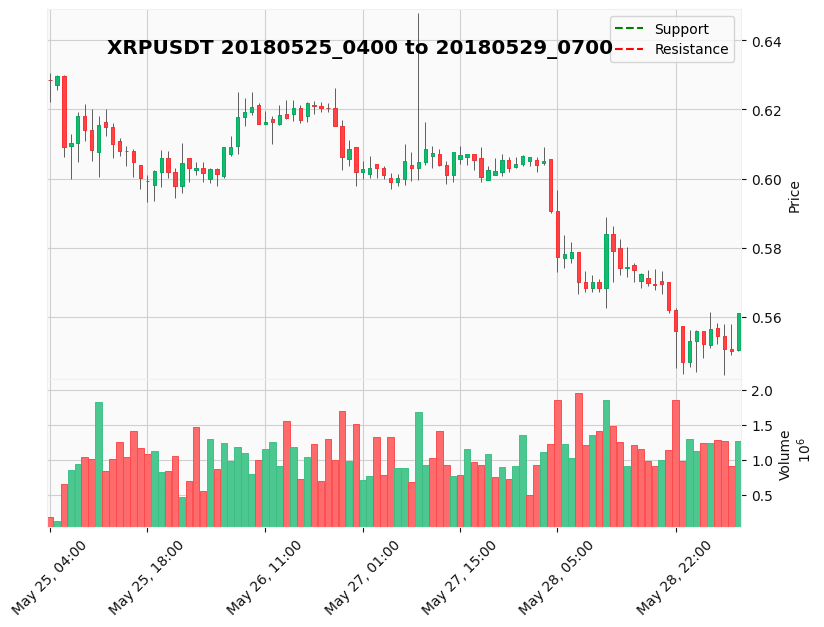 XRPUSDT 20180525_0400 to 20180529_0700
Support
Resistance
0.64
0.62
0.60
0.58
0.56
Price
2.0
1.5
1.0
0.5
Volume
10^6
May 25, 04:00
May 25, 18:00
May 26, 11:00
May 27, 01:00
May 27, 15:00
May 28, 05:00
May 28, 22:00